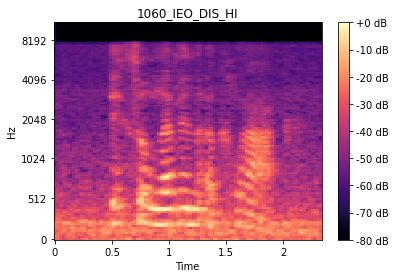 1060_IEO_DIS_HI
Hz
8192
4096
2048
1024
512
0
0
0.5
1
1.5
2
Time
+0 dB
-10 dB
-20 dB
-30 dB
-40 dB
-50 dB
-60 dB
-70 dB
-80 dB